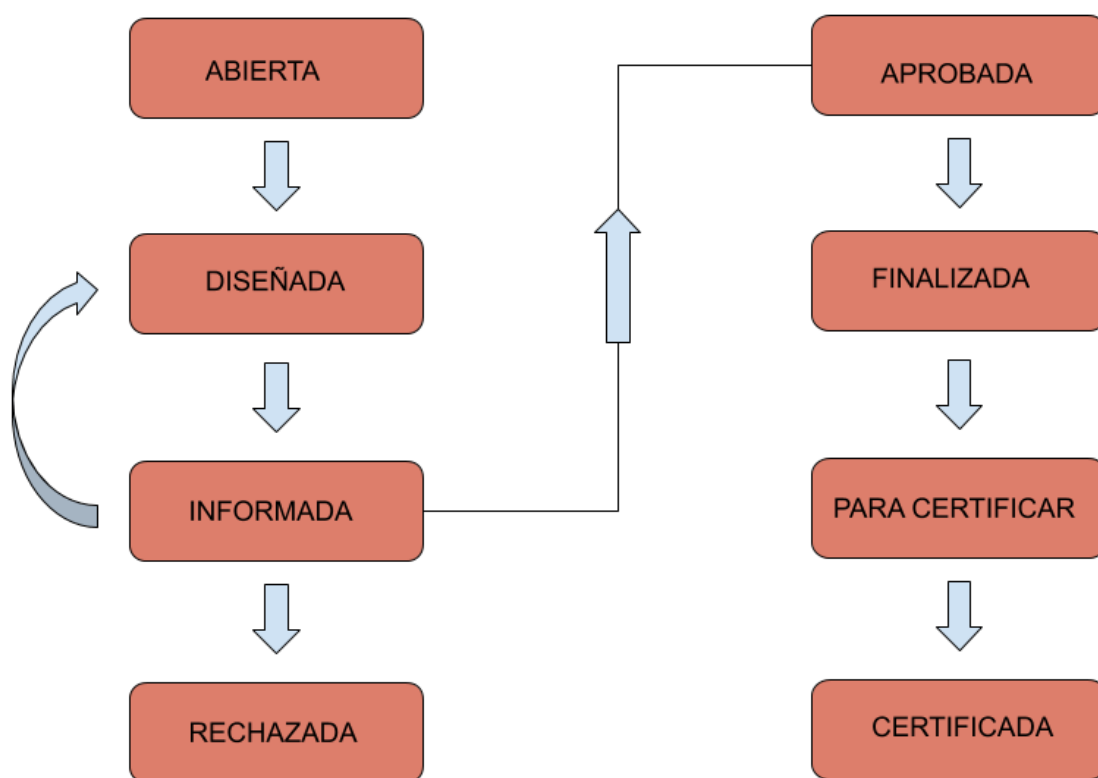 ABIERTA
DISEÑADA
INFORMADA
RECHAZADA
APROBADA
FINALIZADA
PARA CERTIFICAR
CERTIFICADA